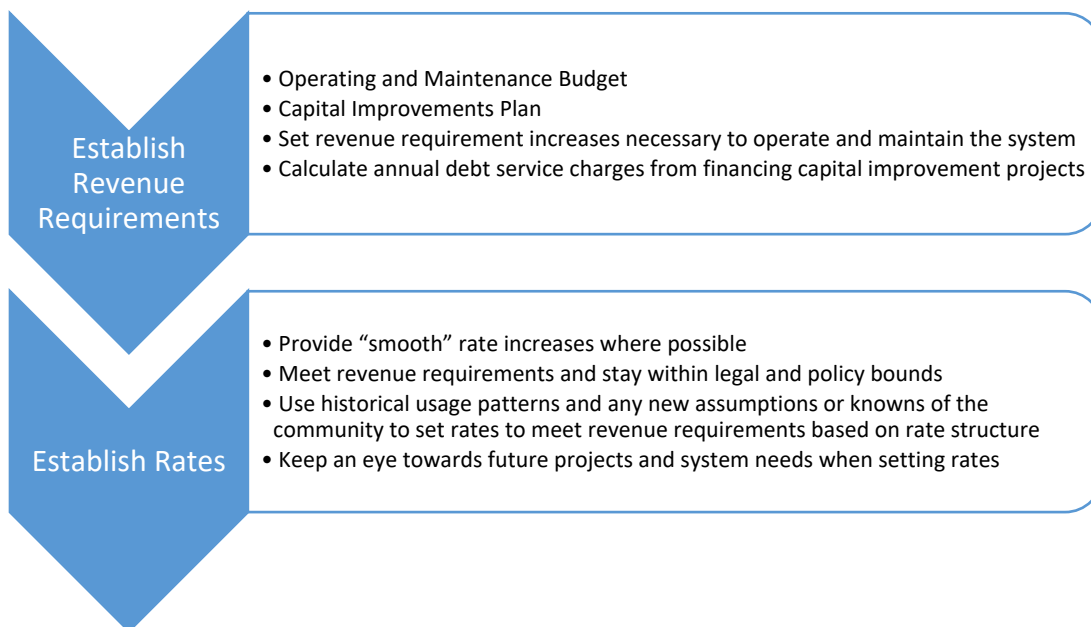 Establish
Revenue
Requirements
• Operating and Maintenance Budget
• Capital Improvements Plan
• Set revenue requirement increases necessary to operate and maintain the system
• Calculate annual debt service charges from financing capital improvement projects
Establish Rates
• Provide “smooth” rate increases where possible
• Meet revenue requirements and stay within legal and policy bounds
• Use historical usage patterns and any new assumptions or knowns of the
community to set rates to meet revenue requirements based on rate structure
• Keep an eye towards future projects and system needs when setting rates